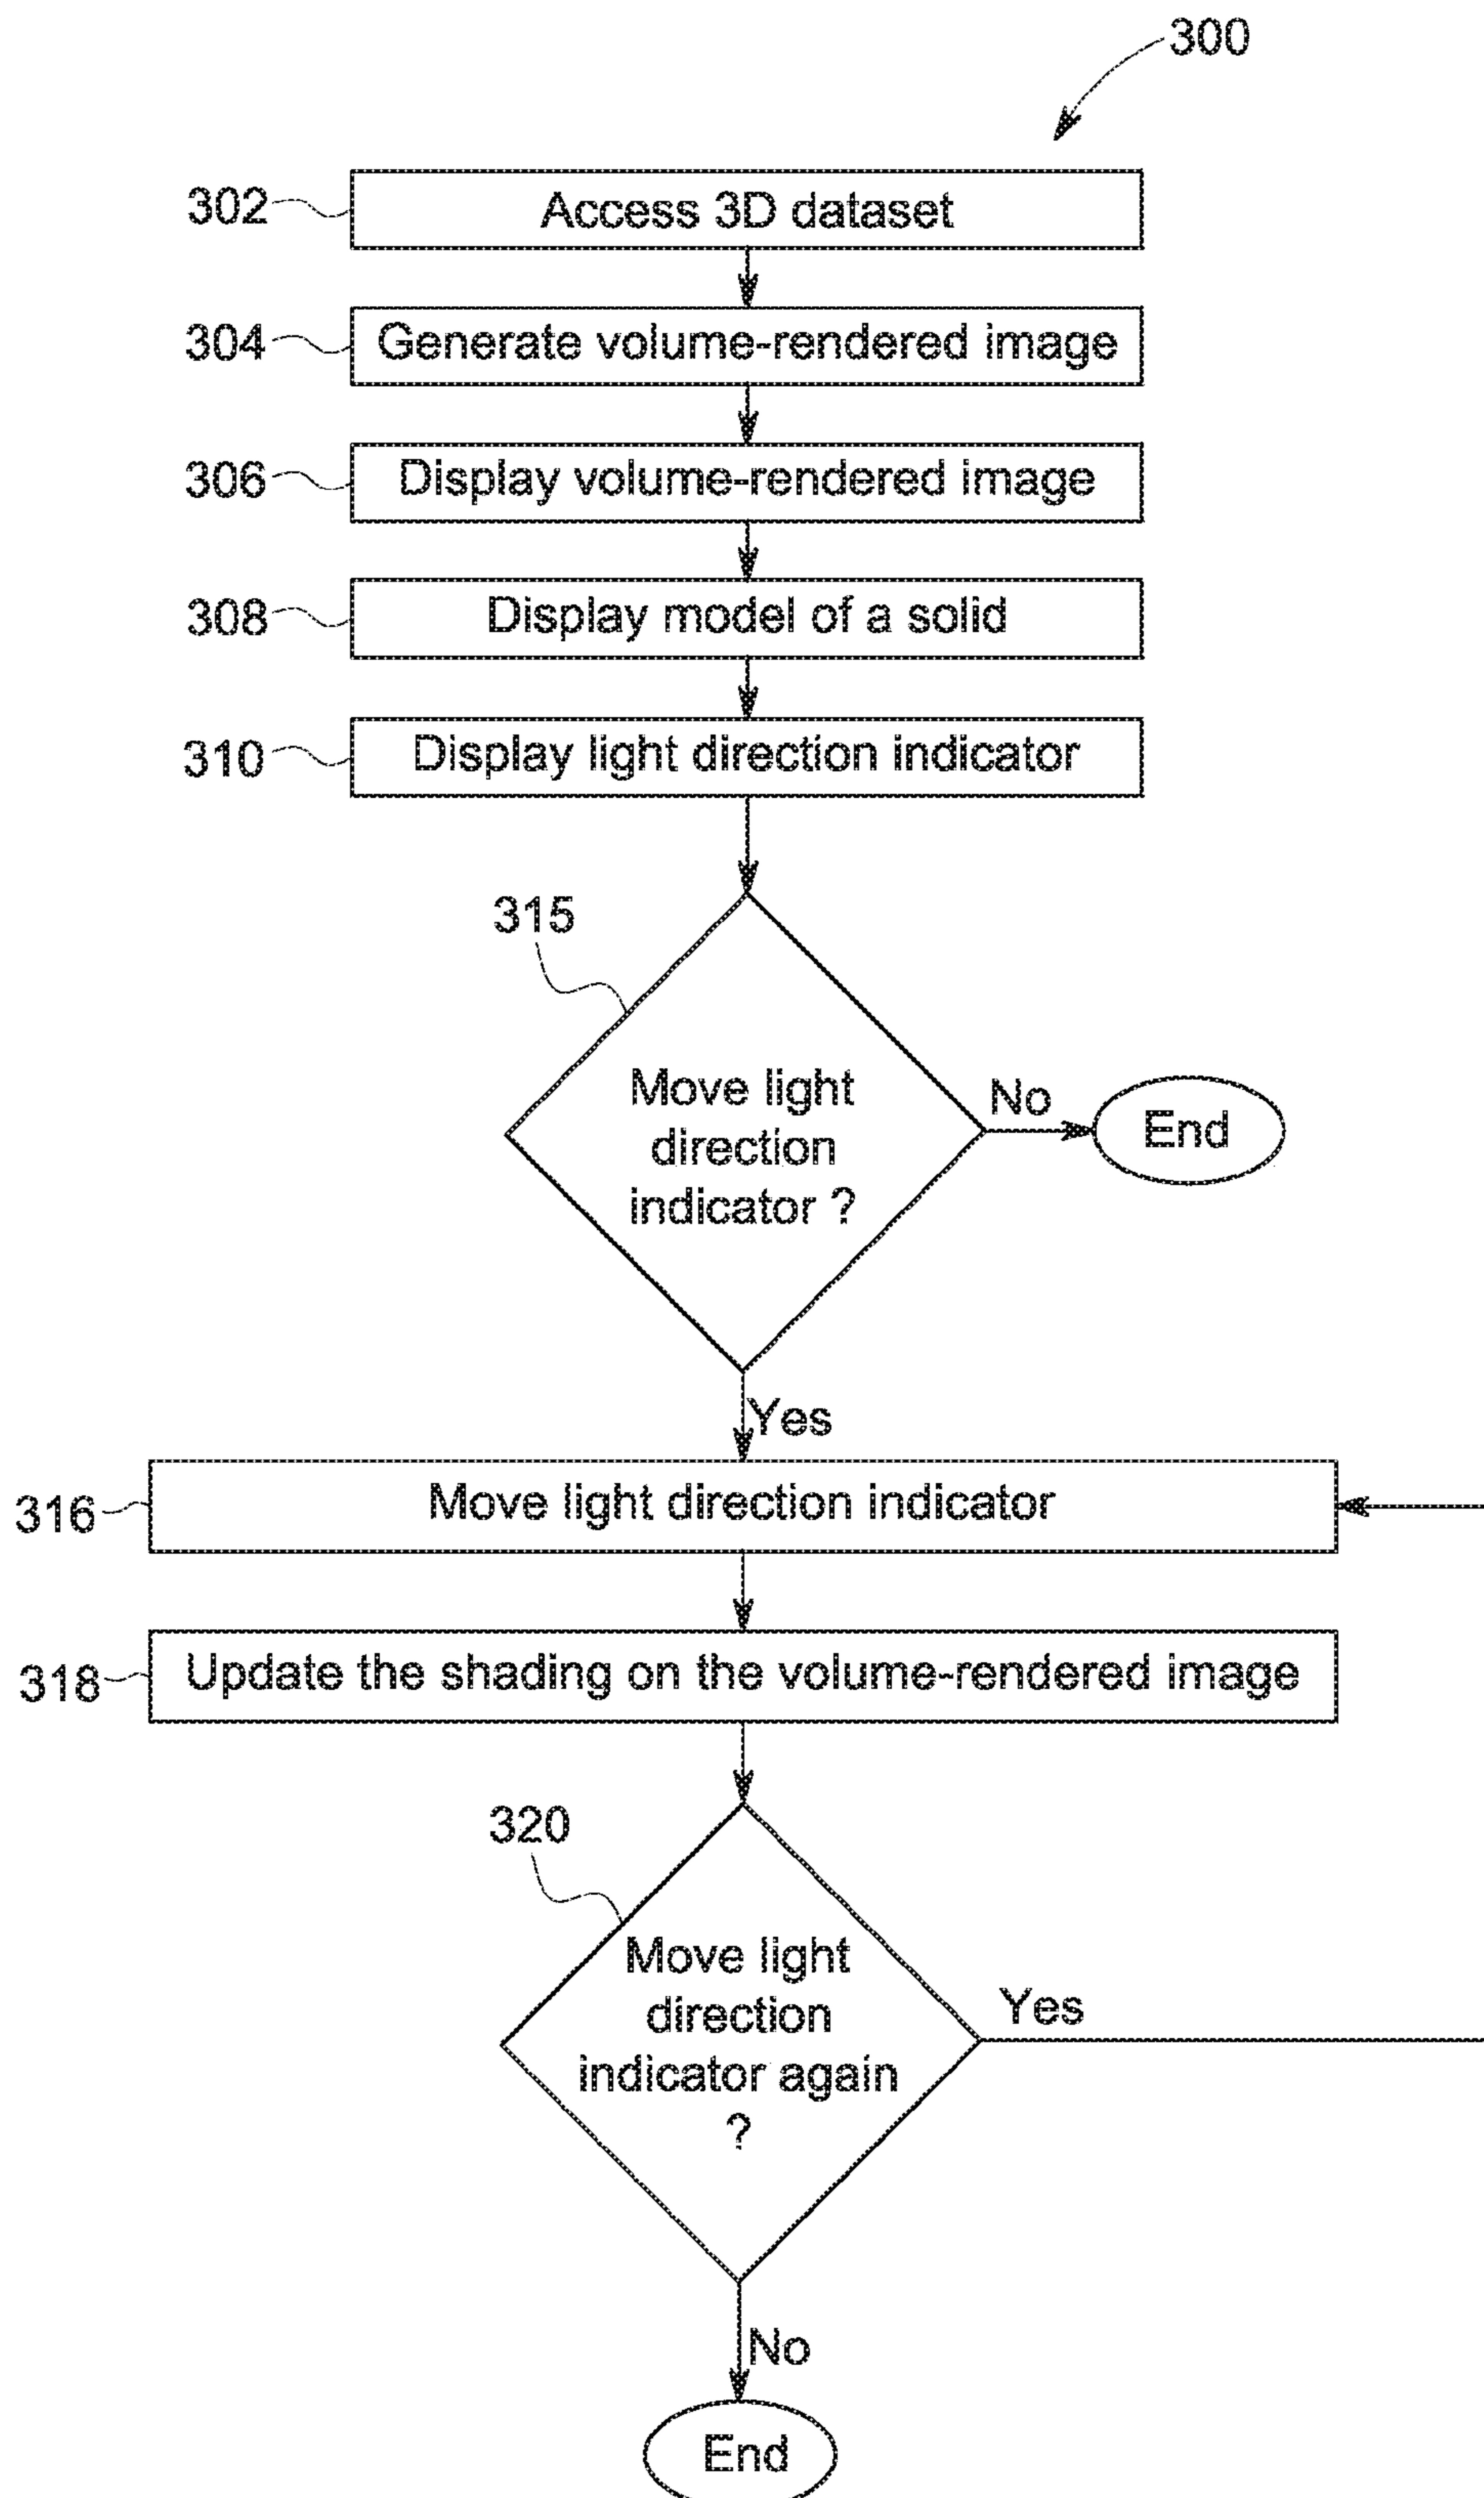 300
302
Access 3D dataset
304
Generate volume-rendered image
306
Display volume-rendered image
308
Display model of a solid
310
Display light direction indicator
315
Move light
direction
indicator ?
No
End
Yes
316
Move light direction indicator
318
Update the shading on the volume-rendered image
320
Move light
direction
indicator again
?
Yes
No
End